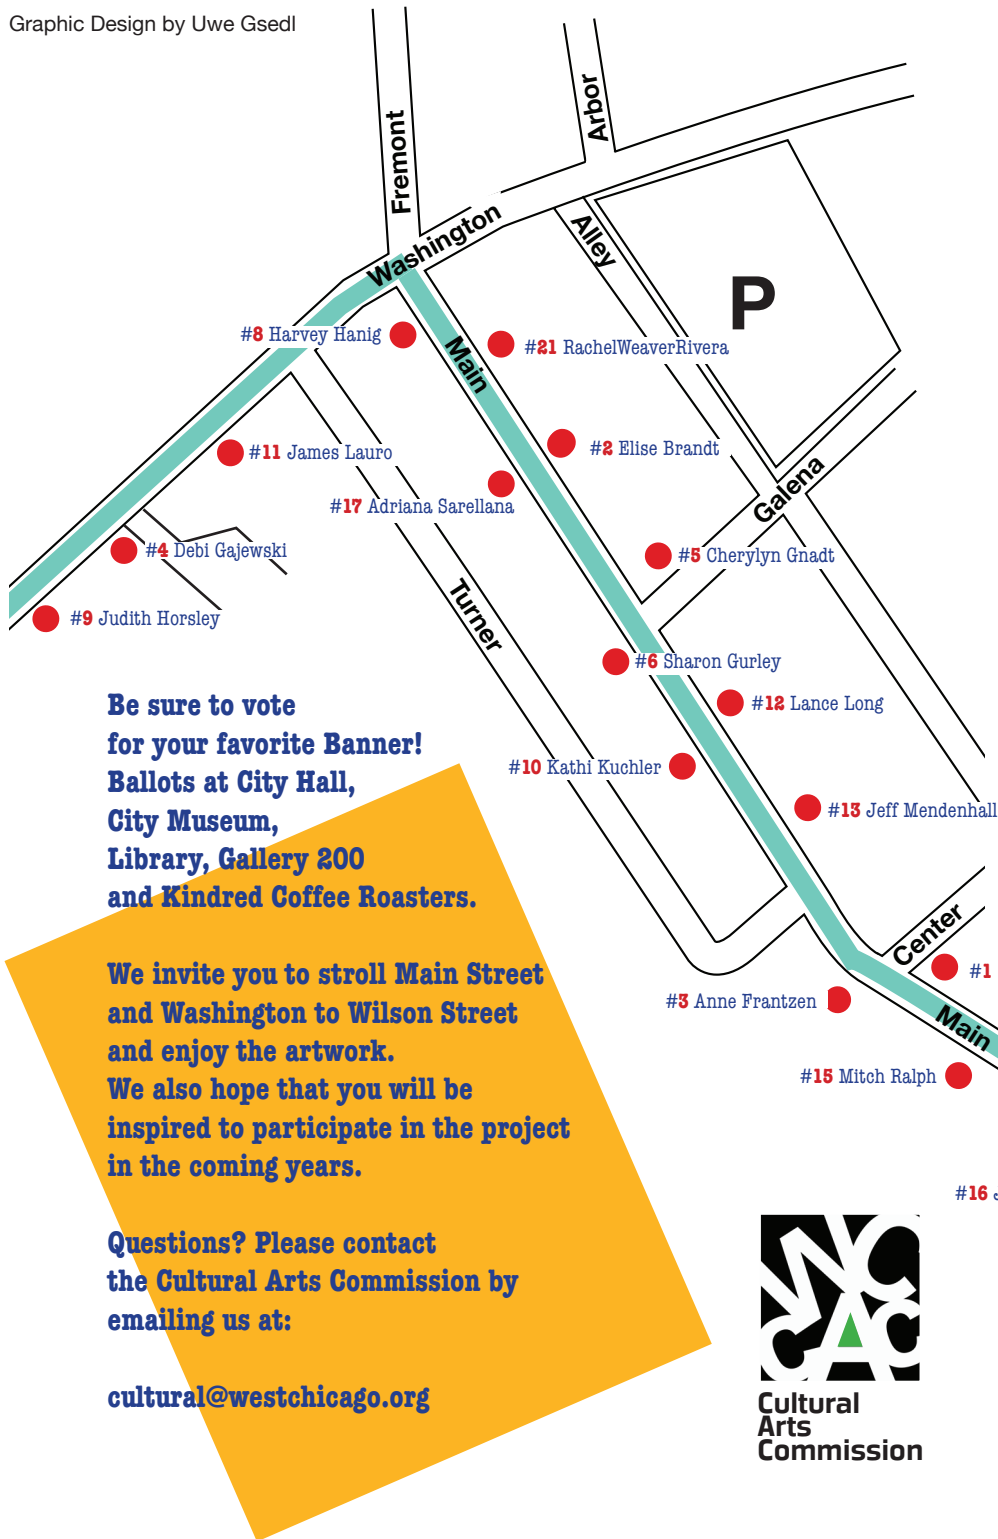 Graphic Design by Uwe Gsedl
Fremont
Arbor
Washington
Alley
P
#8 Harvey Hanig
Main
#21 RachelWeaverRivera
#11 James Lauro
#2 Elise Brandt
#17 Adriana Sarellana
Galena
#4 Debi Gajewski
#5 Cherylyn Gnadt
#9 Judith Horsley
Turner
#6 Sharon Gurley
#12 Lance Long
#10 Kathi Kuchler
#13 Jeff Mendenhall
Center
#1
#3 Anne Frantzen
Main
#15 Mitch Ralph
#16
Be sure to vote
for your favorite Banner!
Ballots at City Hall,
City Museum,
Library, Gallery 200
and Kindred Coffee Roasters.
We invite you to stroll Main Street
and Washington to Wilson Street
and enjoy the artwork.
We also hope that you will be
inspired to participate in the project
in the coming years.
Questions? Please contact
the Cultural Arts Commission by
emailing us at:
cultural@westchicago.org
WC
CAC
Cultural
Arts
Commission